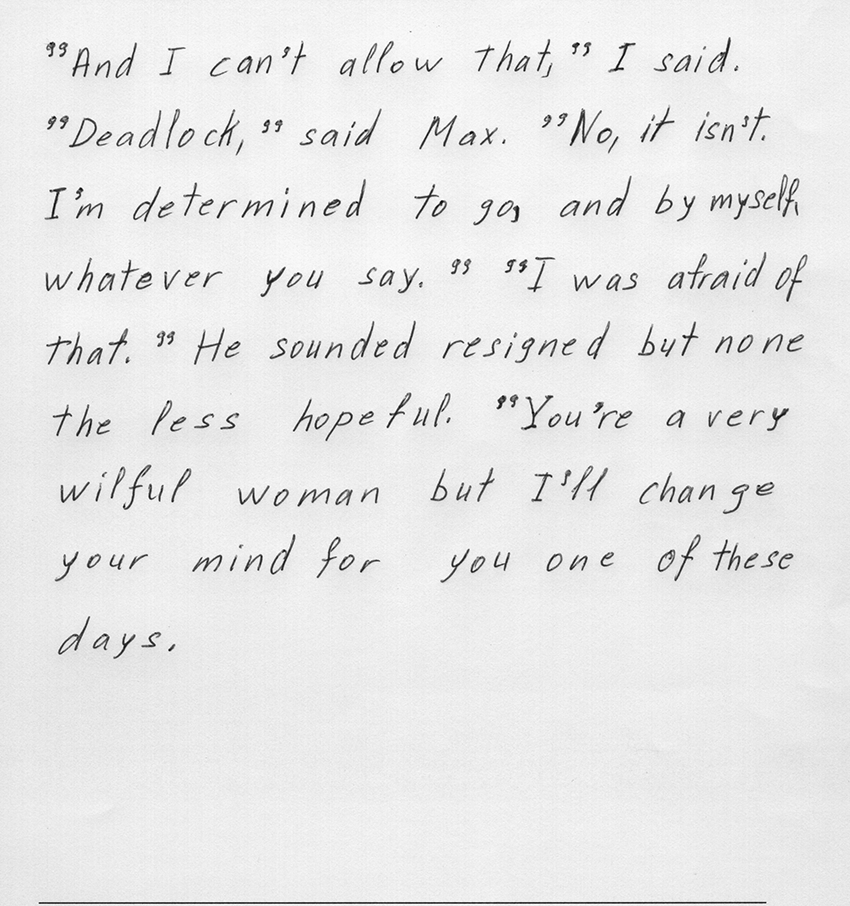 "And I can't allow that," I said.
"Deadlock," said Max. "No, it isn't.
I'm determined to go, and by myself,
whatever you say." "I was afraid of
that." He sounded resigned but none
the less hopeful. "You're a very
wilful woman but I'll change
your mind for you one of these
days.